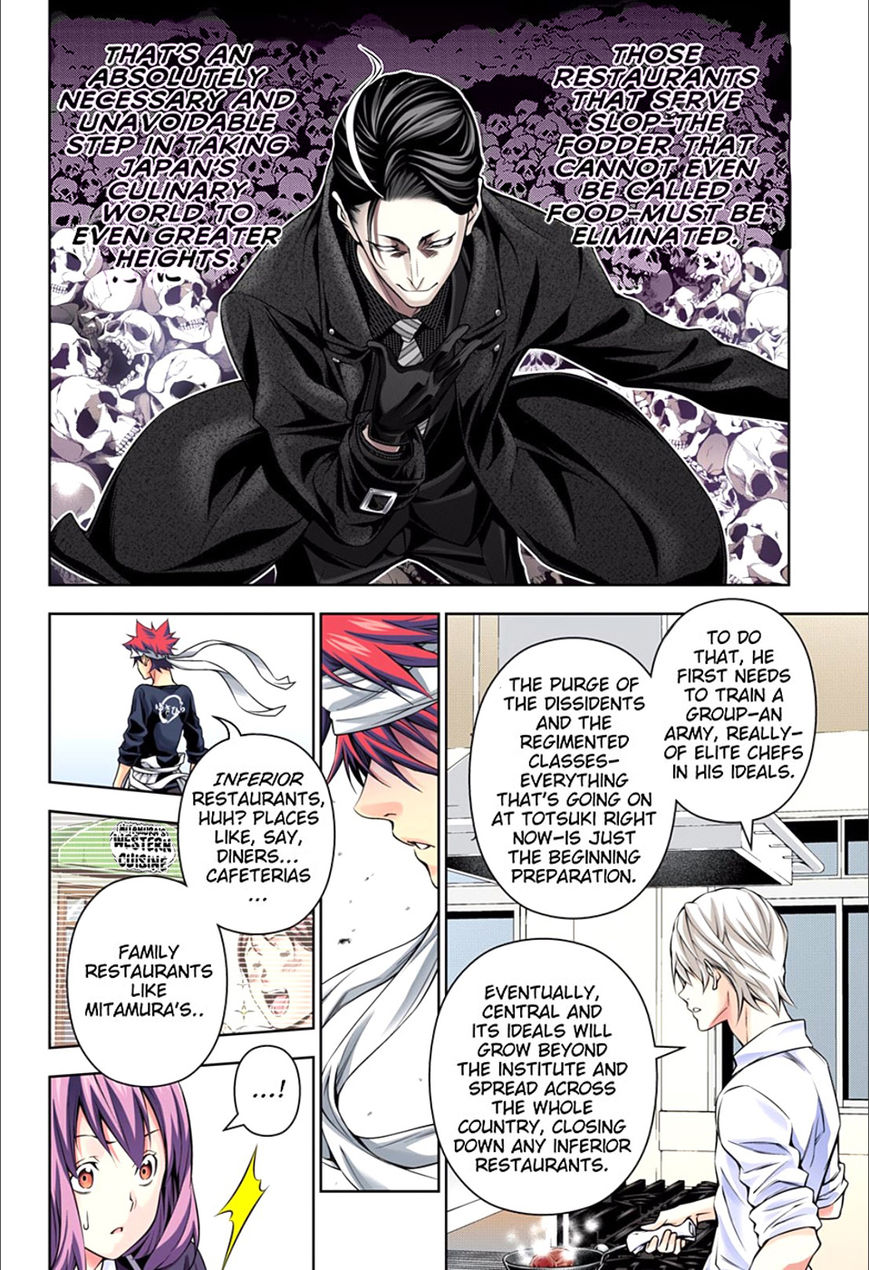 THOSE
RESTAURANTS
THAT SERVE
SLOP-THE
FODDER THAT
CANNOT EVEN
BE CALLED
FOOD-MUST BE
ELIMINATED.
THAT'S AN
ABSOLUTELY
NECESSARY AND
UNAVOIDABLE
STEP IN TAKING
JAPAN'S
CULINARY
WORLD TO
EVEN GREATER
HEIGHTS.
TO DO
THAT, HE
FIRST NEEDS
TO TRAIN A
GROUP-AN
ARMY, REALLY-
OF ELITE CHEFS
IN HIS IDEALS.
THE PURGE OF
THE DISSIDENTS
AND THE
REGIMENTED
CLASSES-
EVERYTHING
THAT'S GOING ON
AT TOTSUKI RIGHT
NOW-IS JUST
THE BEGINNING
PREPARATION.
EVENTUALLY,
CENTRAL AND
ITS IDEALS WILL
GROW BEYOND
THE INSTITUTE AND
SPREAD ACROSS
THE WHOLE
COUNTRY, CLOSING
DOWN ANY INFERIOR
RESTAURANTS.
ゆきひら
INFERIOR
RESTAURANTS,
HUH? PLACES
LIKE, SAY,
DINERS...
CAFETERIAS
...
MITAMURA'S
WESTERN
CUISINE
FAMILY
RESTAURANTS
LIKE
MITAMURA'S..
...!